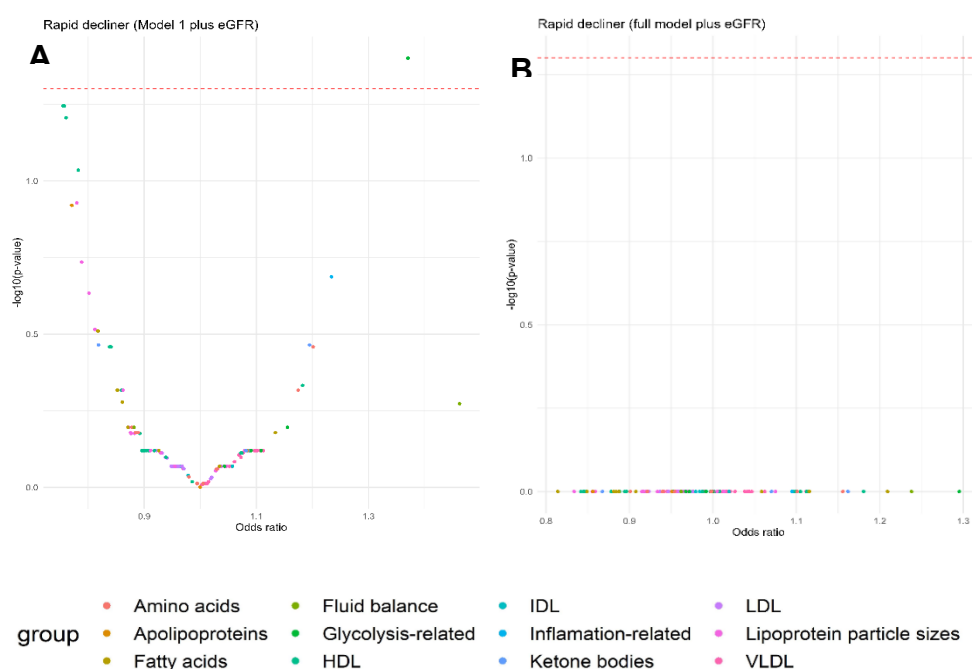 Rapid decliner (Model 1 plus eGFR)
A
1.0
0.5
0.0
-log10(p-value)
0.9
1.1
1.3
Odds ratio
Rapid decliner (full model plus eGFR)
B
1.0
0.5
0.0
-log10(p-value)
0.8
0.9
1.0
1.1
1.2
1.3
Odds ratio
group
Amino acids
Apolipoproteins
Fatty acids
Fluid balance
Glycolysis-related
HDL
IDL
Inflamation-related
Ketone bodies
LDL
Lipoprotein particle sizes
VLDL